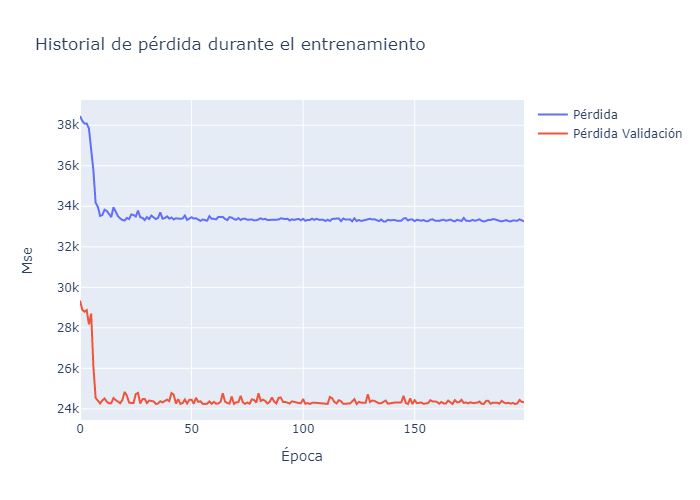 Historial de pérdida durante el entrenamiento
Pérdida
Pérdida Validación
38k
36k
34k
32k
30k
28k
26k
24k
0
50
100
150
Mse
Época